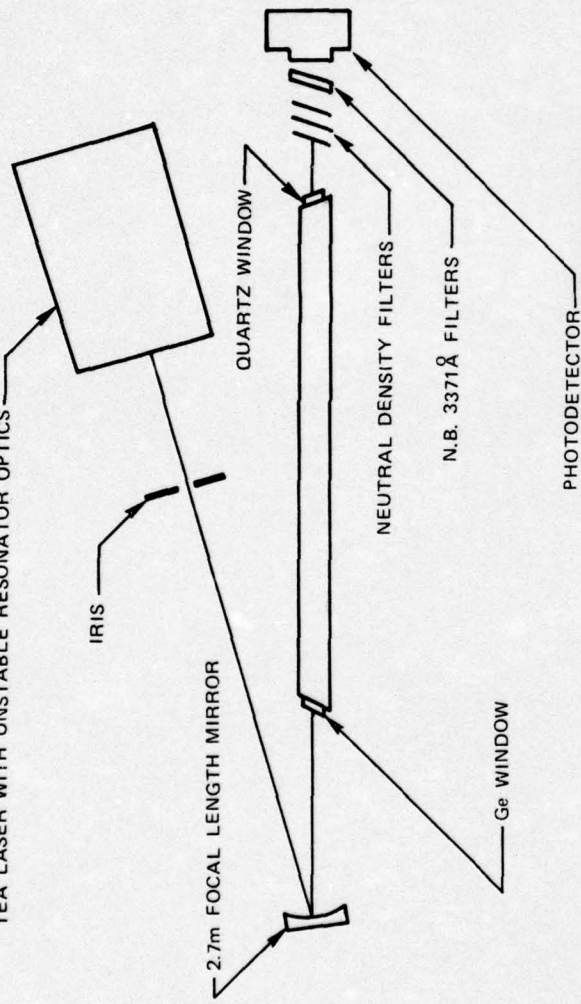 TEA LASER WITH UNSTABLE RESONATOR OPTICS
IRIS
2.7m FOCAL LENGTH MIRROR
QUARTZ WINDOW
NEUTRAL DENSITY FILTERS
N.B. 3371Å FILTERS
PHOTODETECTOR
Ge WINDOW